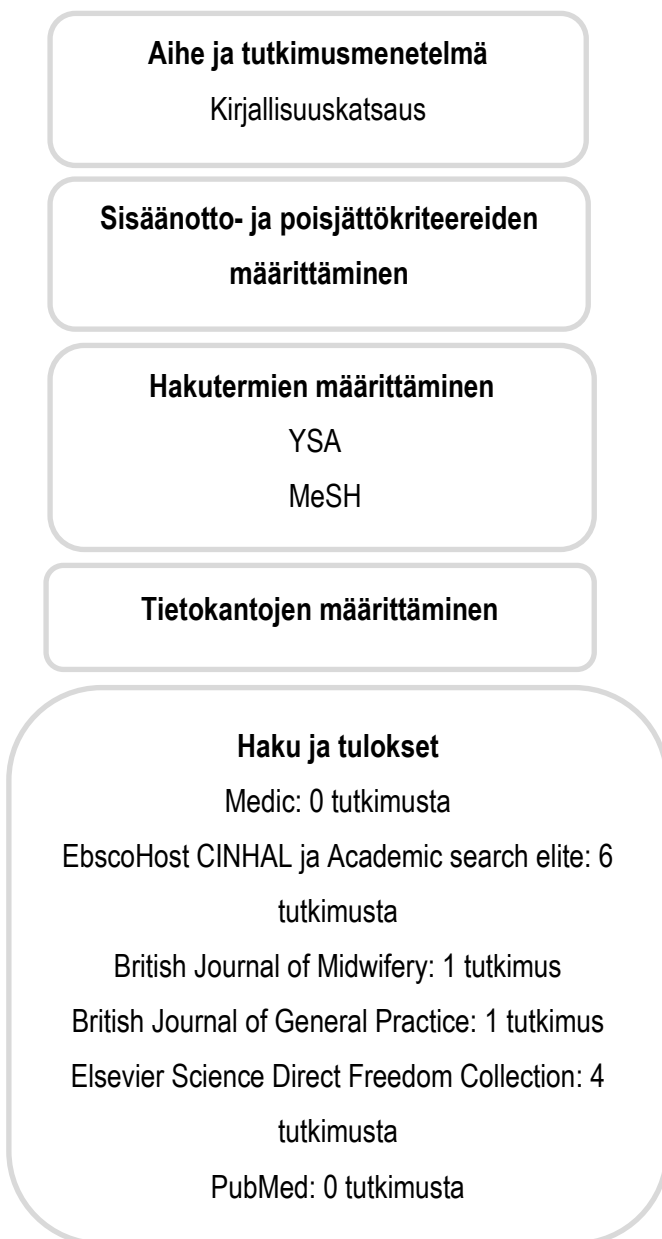 Aihe ja tutkimusmenetelmä
Kirjallisuuskatsaus
Sisäänotto- ja poisjättökriteereiden
määrittäminen
Hakutermien määrittäminen
YSA
MeSH
Tietokantojen määrittäminen
Haku ja tulokset
Medic: 0 tutkimusta
EbscoHost CINHAL ja Academic search elite: 6
tutkimusta
British Journal of Midwifery: 1 tutkimus
British Journal of General Practice: 1 tutkimus
Elsevier Science Direct Freedom Collection: 4
tutkimusta
PubMed: 0 tutkimusta